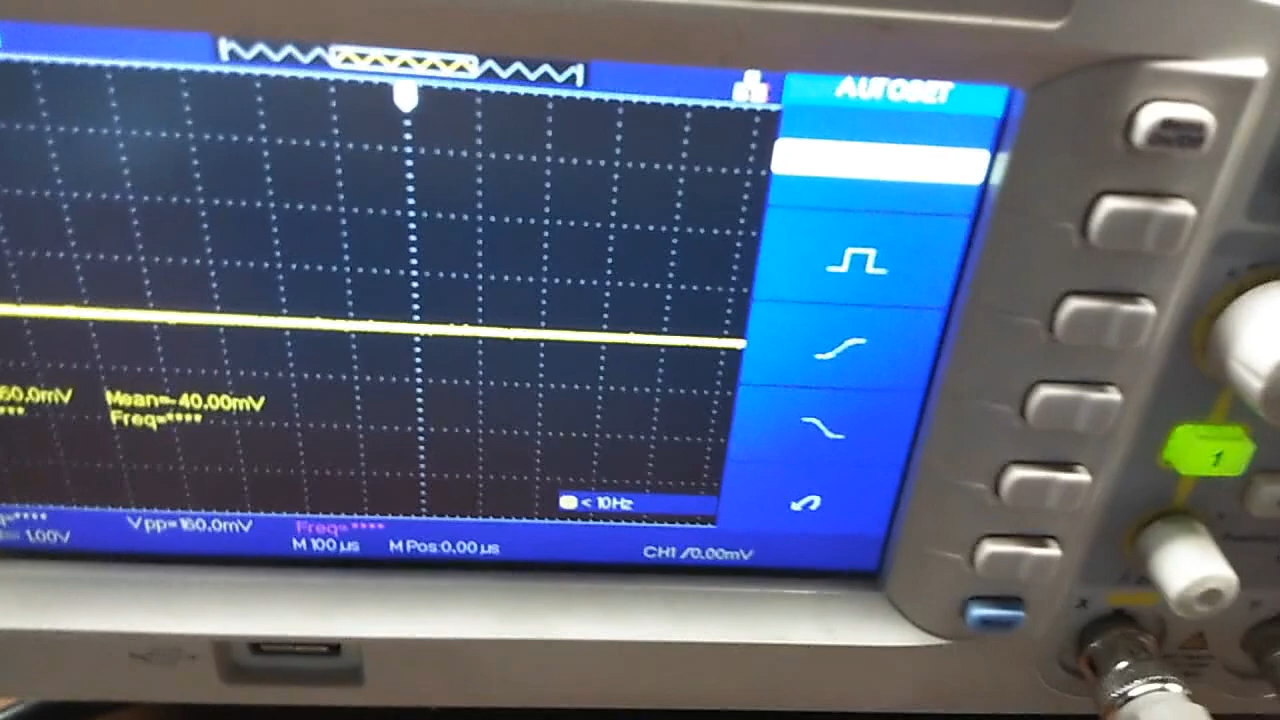 AUTOSET
60.0mV Mean=-40.00mV
**** Freq=****
< 10Hz
=**** Vpp=160.0mV Freq=****
1.00V M 100 µs M Pos:0.00 µs CH1 /0.00mV
1
X